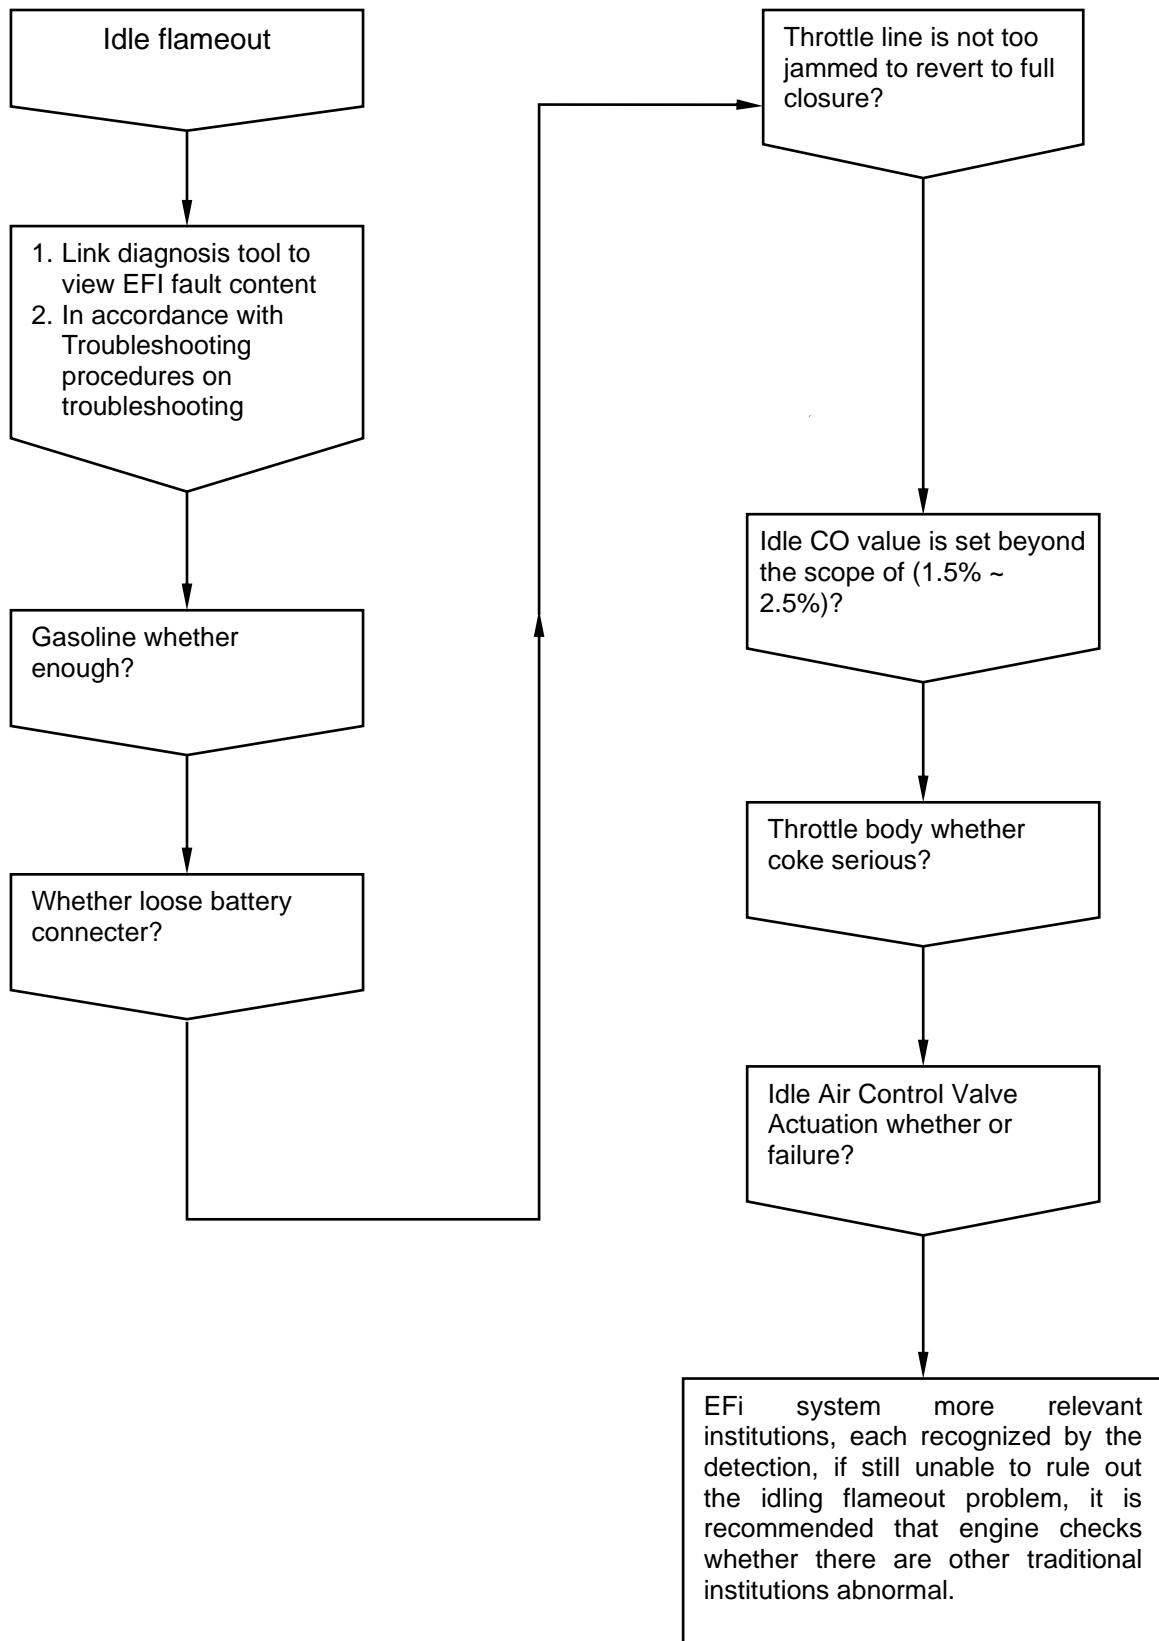 Idle flameout
1. Link diagnosis tool to
view EFI fault content
2. In accordance with
Troubleshooting
procedures on
troubleshooting
Gasoline whether
enough?
Whether loose battery
connecter?
Throttle line is not too
jammed to revert to full
closure?
Idle CO value is set beyond
the scope of (1.5% ~
2.5%)?
Throttle body whether
coke serious?
Idle Air Control Valve
Actuation whether or
failure?
EFi system more relevant
institutions, each recognized by the
detection, if still unable to rule out
the idling flameout problem, it is
recommended that engine checks
whether there are other traditional
institutions abnormal.